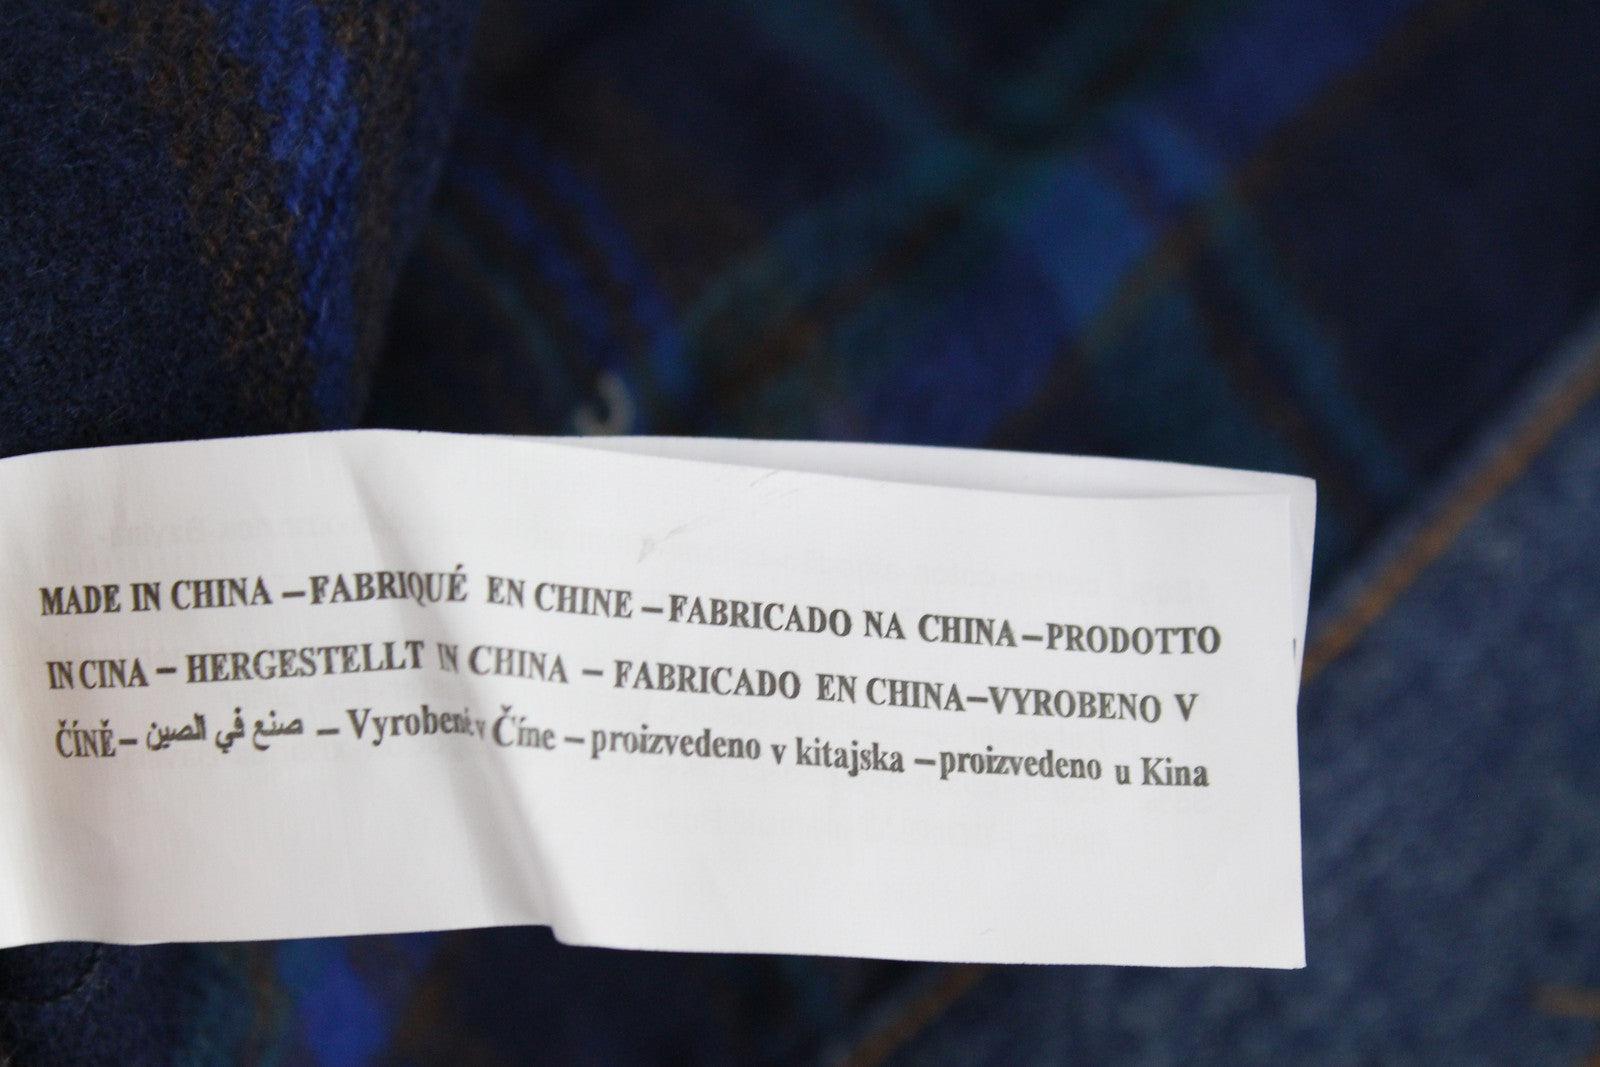 MADE IN CHINA –FABRIQUÉ EN CHINE –FABRICADO NA CHINA–PRODOTTO
IN CINA – HERGESTELLT IN CHINA – FABRICADO EN CHINA–VYROBENO V
ČÍNĚ– صنع في الصين – Vyrobené v Číne –proizvedeno v kitajska –proizvedeno u Kina